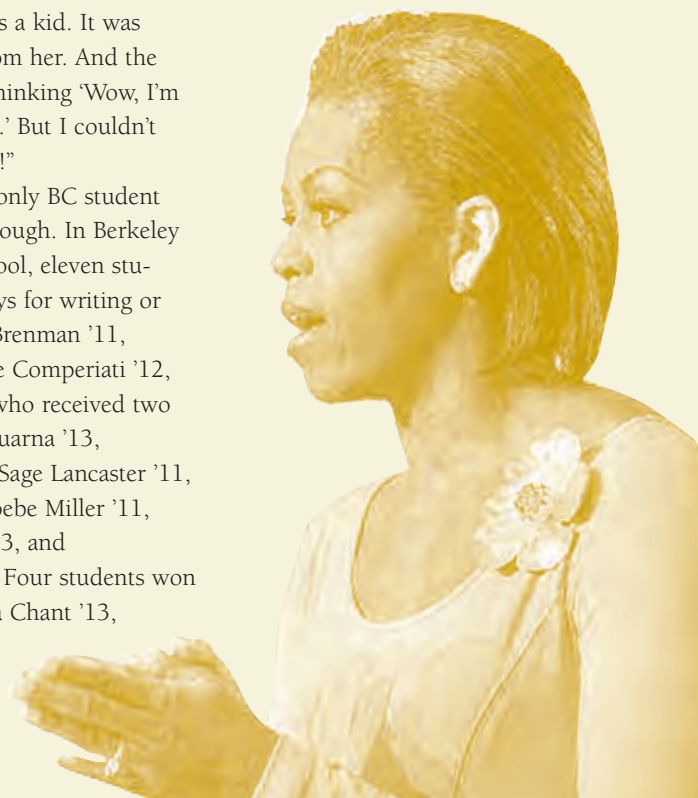 s a kid. It was
om her. And the
hinking ‘Wow, I’m
.’ But I couldn’t
!”
only BC student
ough. In Berkeley
ool, eleven stu-
ys for writing or
Brenman ’11,
e Comperiati ’12,
who received two
uarna ’13,
Sage Lancaster ’11,
oebe Miller ’11,
3, and
Four students won
a Chant ’13,